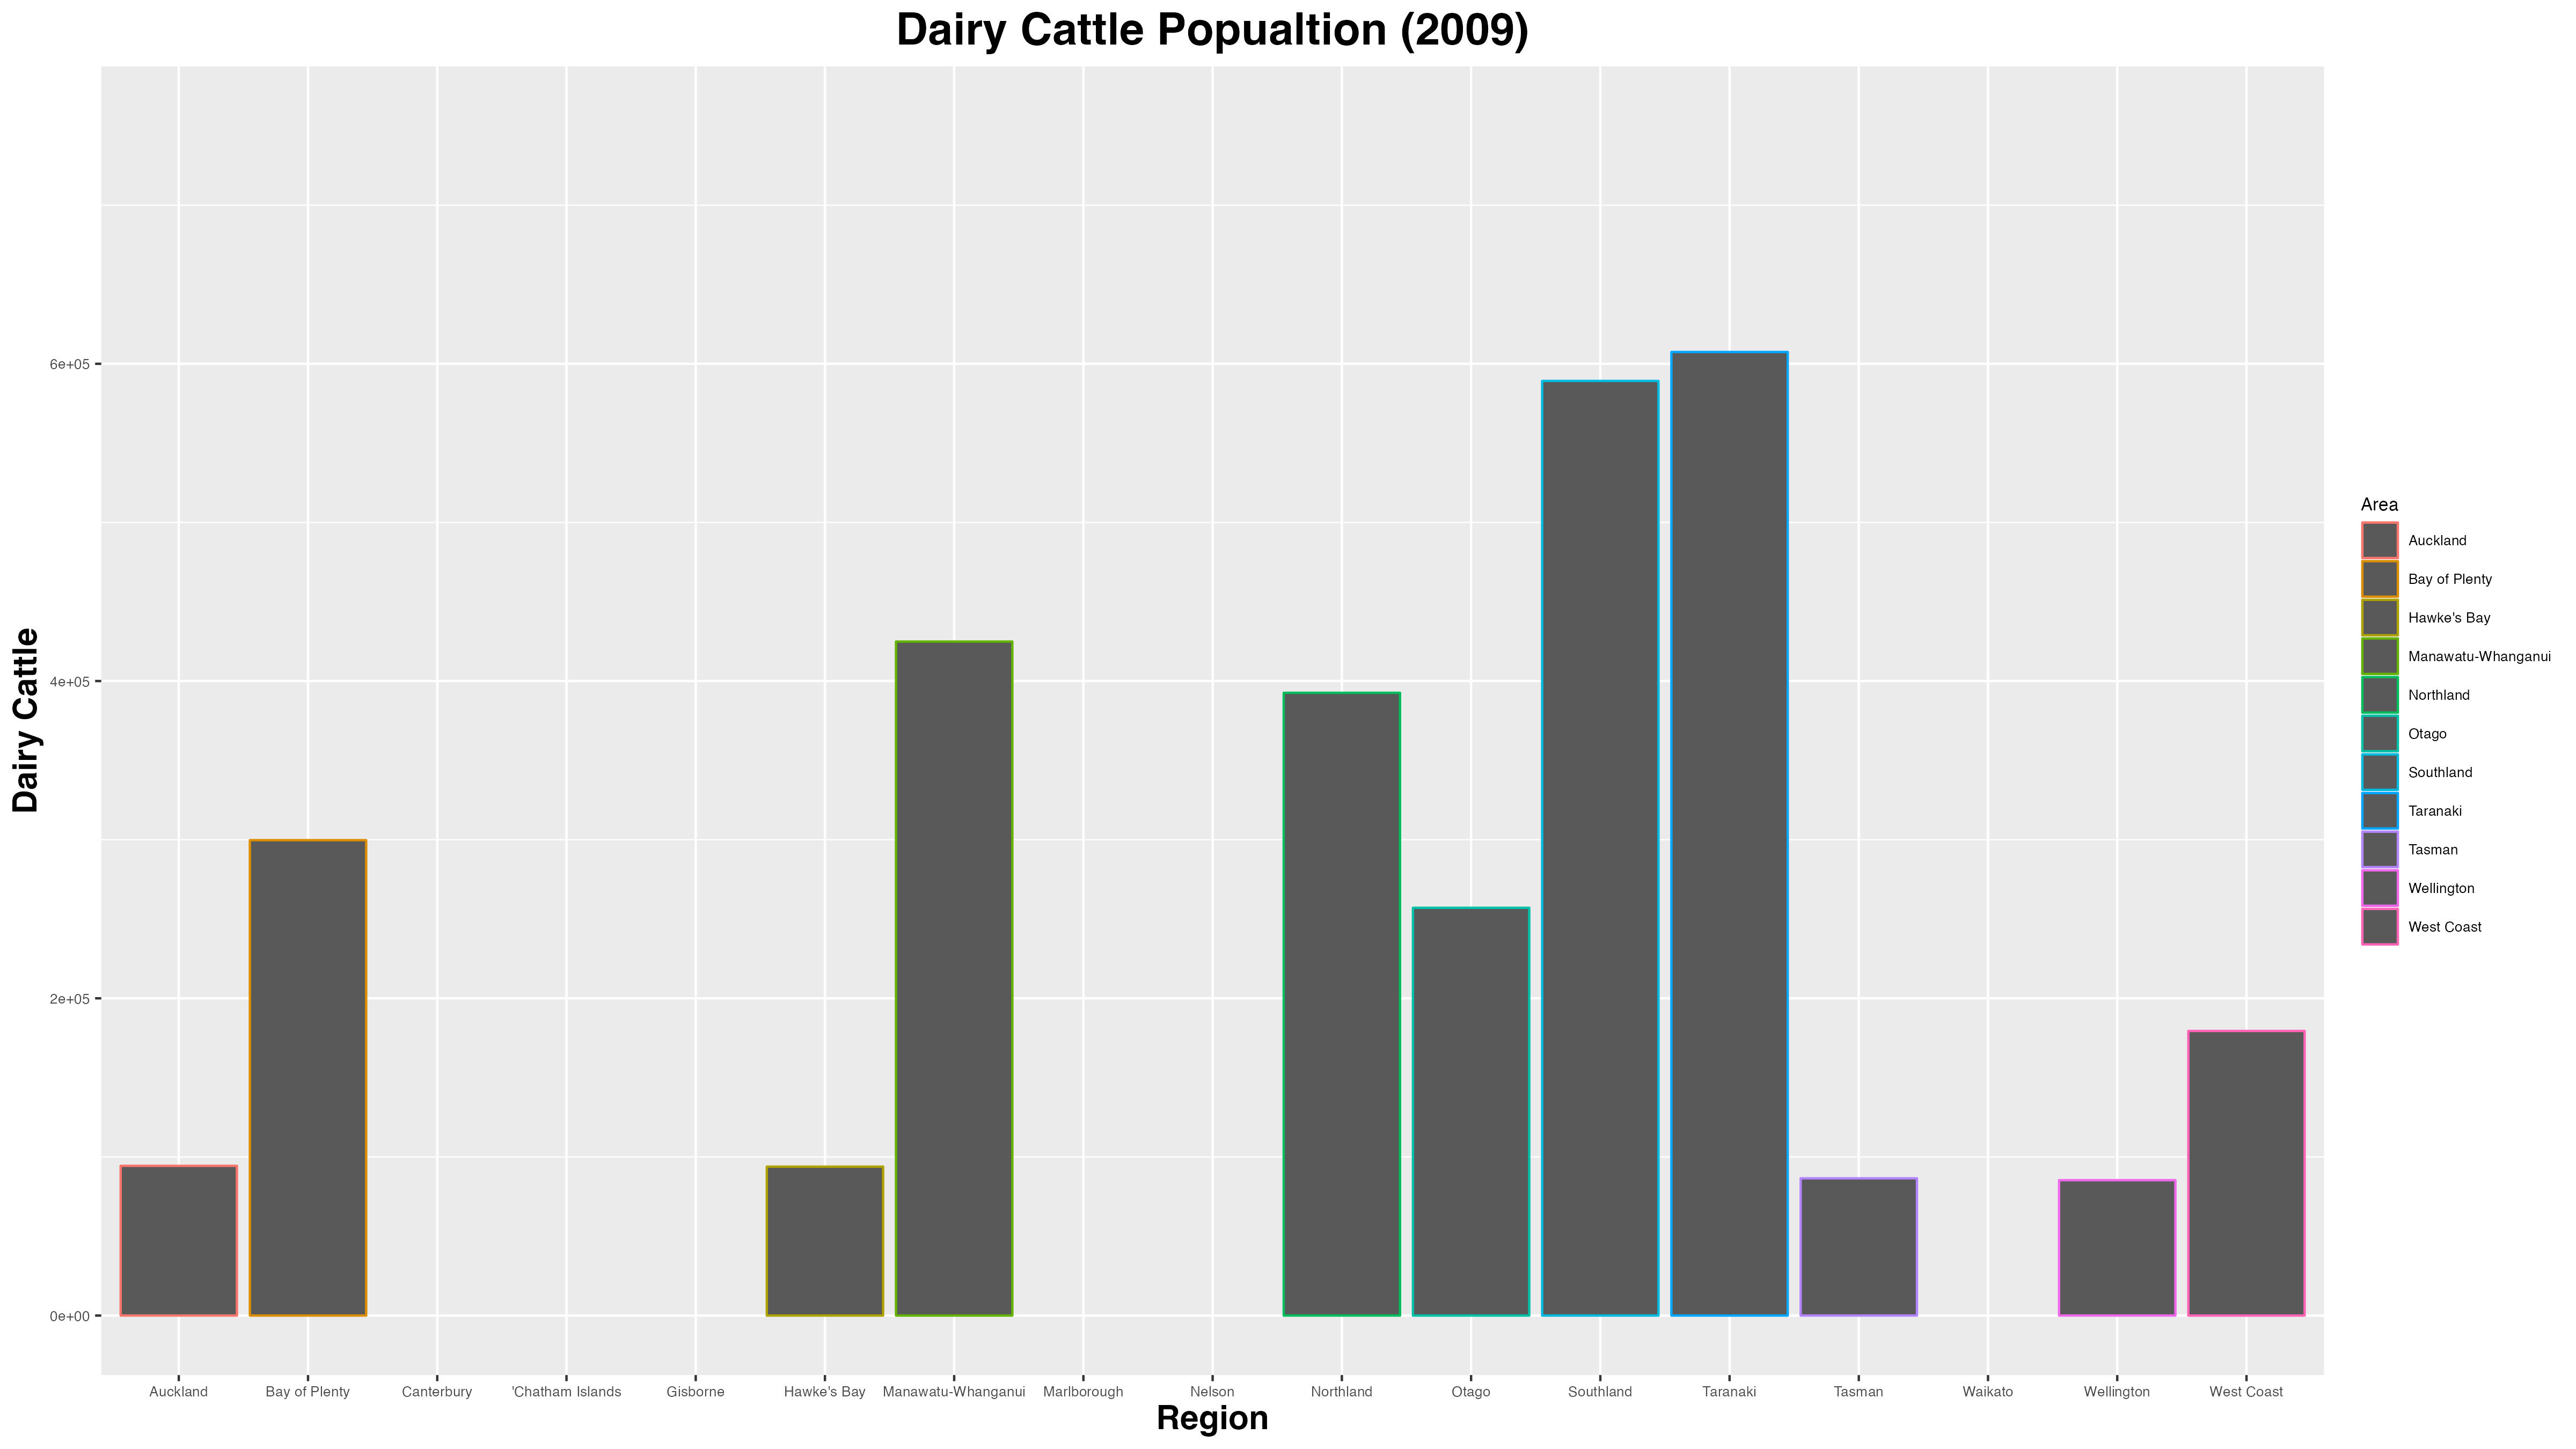 Dairy Cattle Popualtion (2009)
Dairy Cattle
6e+05
4e+05
2e+05
0e+00
Auckland
Bay of Plenty
Canterbury
'Chatham Islands
Gisborne
Hawke's Bay
Manawatu-Whanganui
Marlborough
Nelson
Northland
Otago
Southland
Taranaki
Tasman
Waikato
Wellington
West Coast
Region
Area
Auckland
Bay of Plenty
Hawke's Bay
Manawatu-Whanganui
Northland
Otago
Southland
Taranaki
Tasman
Wellington
West Coast